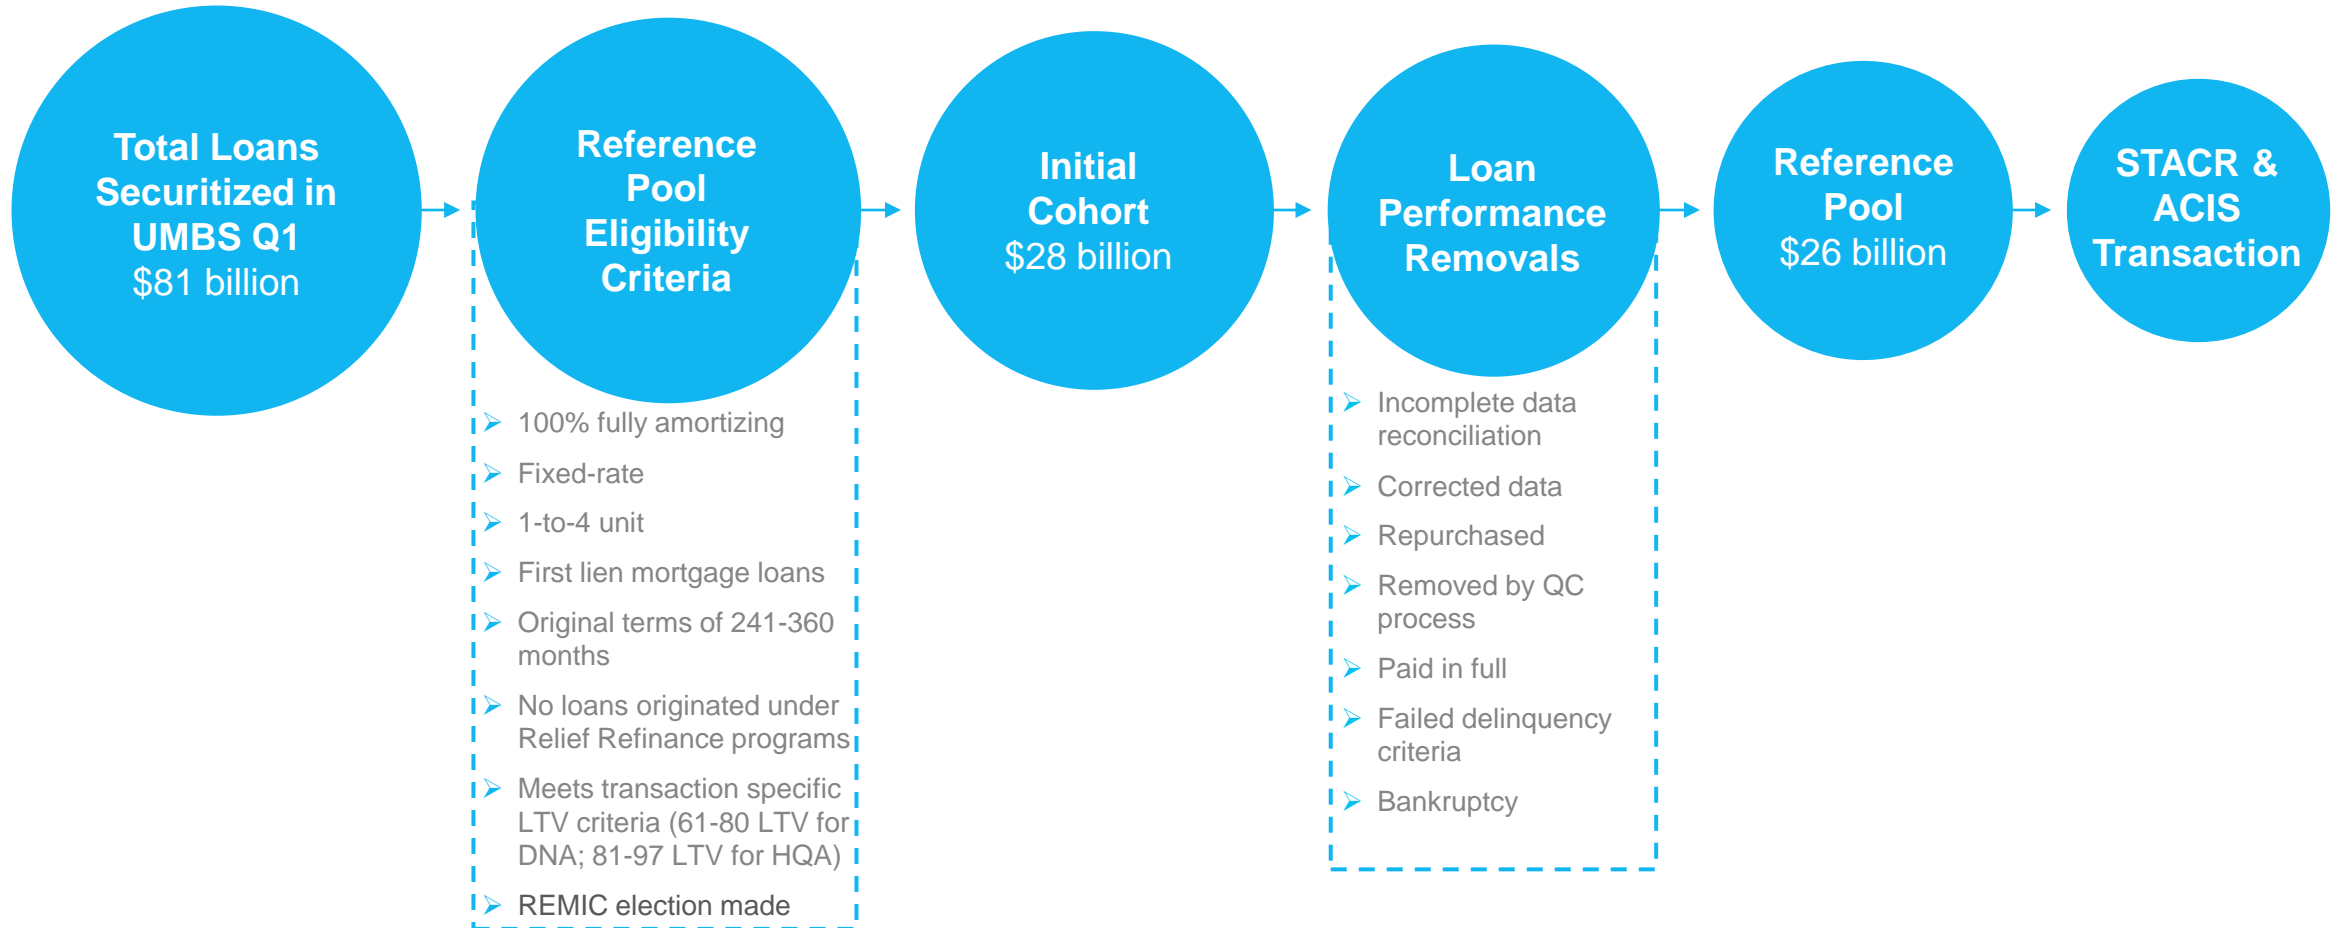 Total Loans
Securitized in
UMBS Q1
$81 billion
Reference
Pool
Eligibility
Criteria
100% fully amortizing
Fixed-rate
1-to-4 unit
First lien mortgage loans
Original terms of 241-360
months
No loans originated under
Relief Refinance programs
Meets transaction specific
LTV criteria (61-80 LTV for
DNA; 81-97 LTV for HQA)
REMIC election made
Initial
Cohort
$28 billion
Loan
Performance
Removals
Incomplete data
reconciliation
Corrected data
Repurchased
Removed by QC
process
Paid in full
Failed delinquency
criteria
Bankruptcy
Reference
Pool
$26 billion
STACR &
ACIS
Transaction